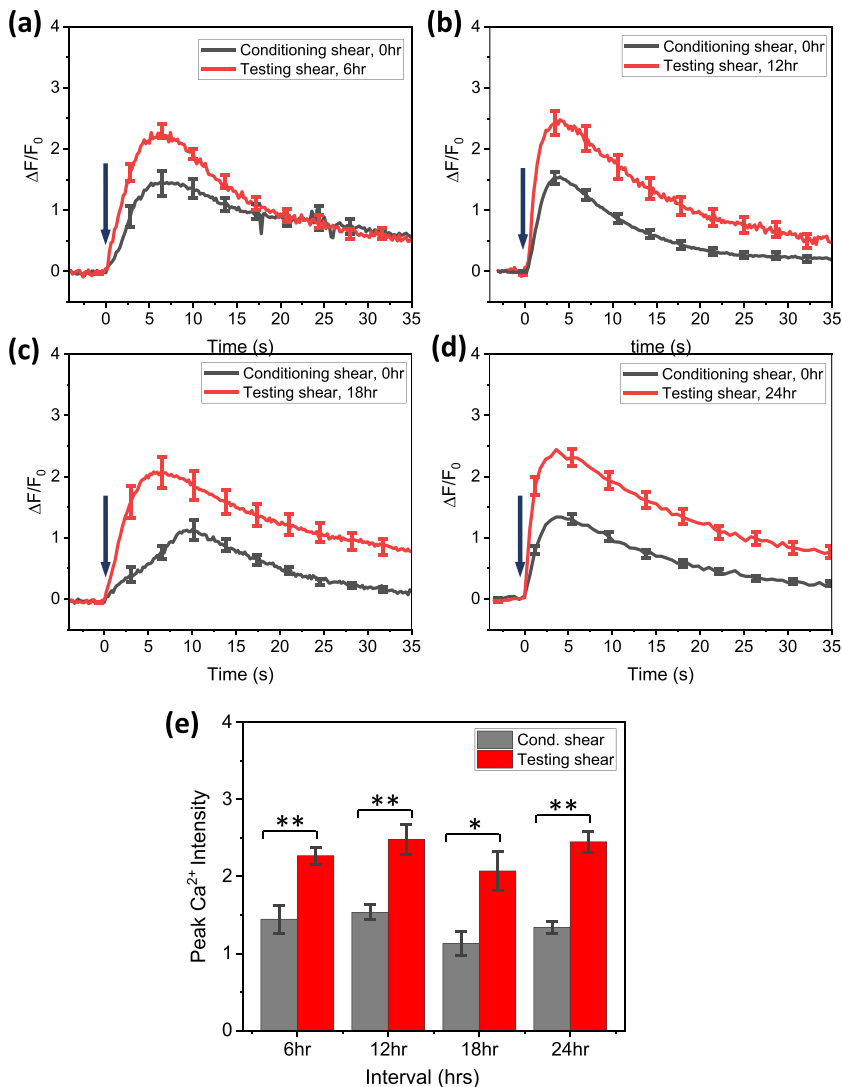 (a)
Conditioning shear, 0hr
Testing shear, 6hr
4
3
2
1
0
ΔF/F₀
0 5 10 15 20 25 30 35
Time (s)
(b)
Conditioning shear, 0hr
Testing shear, 12hr
4
3
2
1
0
ΔF/F₀
0 5 10 15 20 25 30 35
time (s)
(c)
Conditioning shear, 0hr
Testing shear, 18hr
4
3
2
1
0
ΔF/F₀
0 5 10 15 20 25 30 35
Time (s)
(d)
Conditioning shear, 0hr
Testing shear, 24hr
4
3
2
1
0
ΔF/F₀
0 5 10 15 20 25 30 35
Time (s)
(e)
Cond. shear
Testing shear
4
3
2
1
0
Peak Ca²⁺ Intensity
** ** * **
6hr 12hr 18hr 24hr
Interval (hrs)